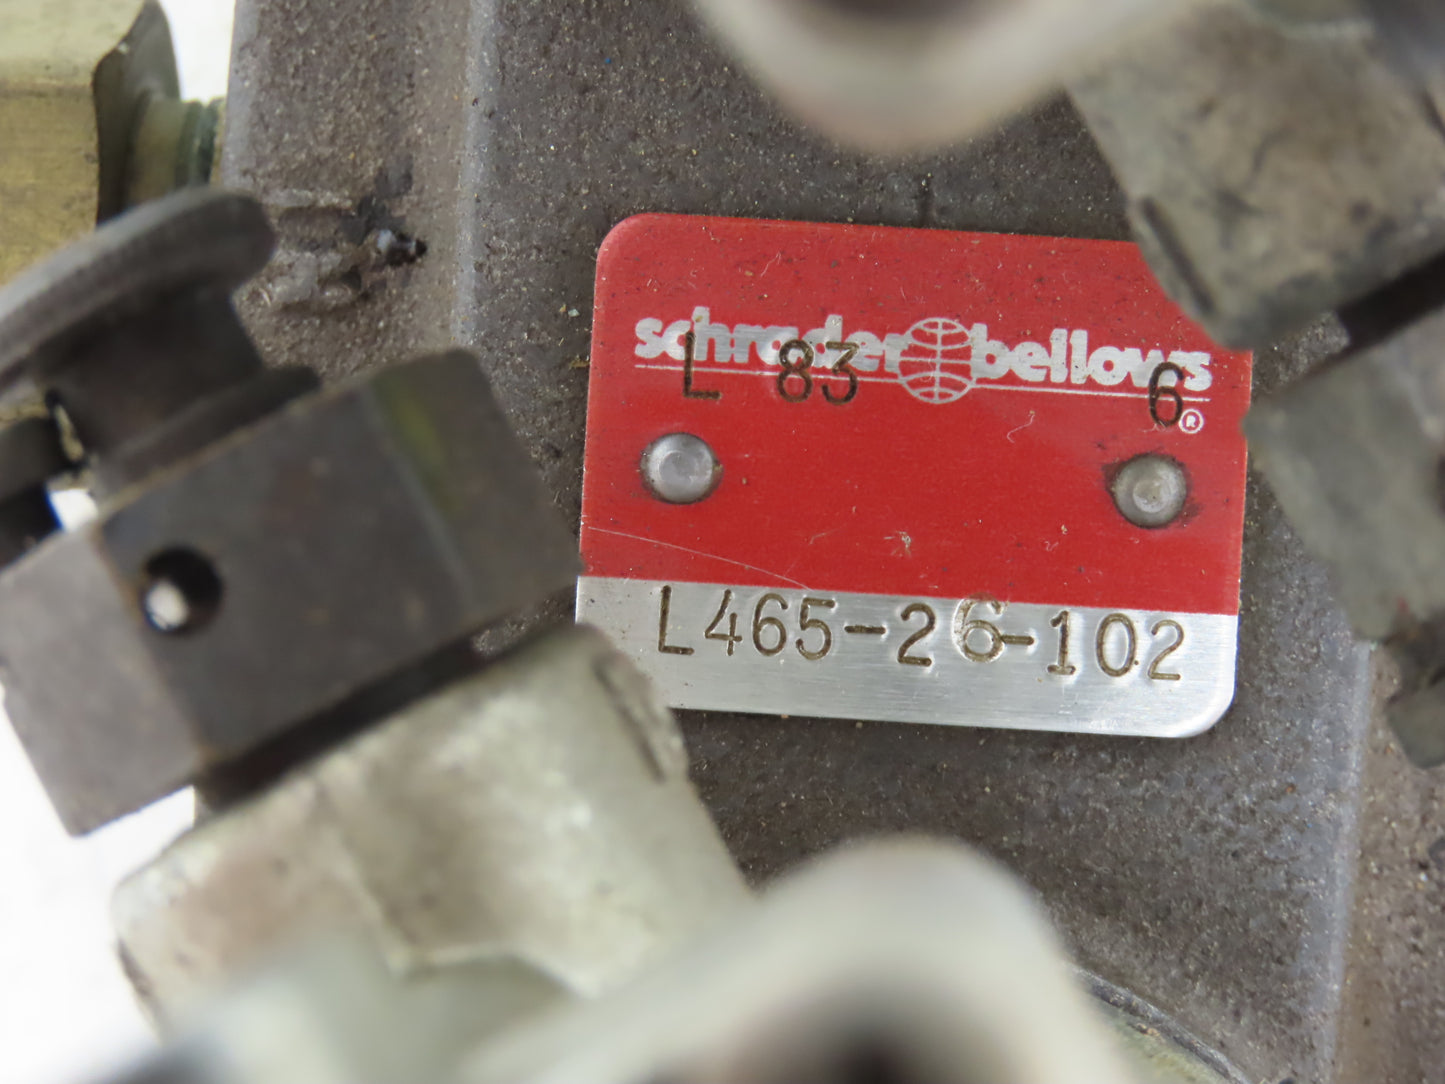 schrader bellows
L 83 6 ®
L465-26-102